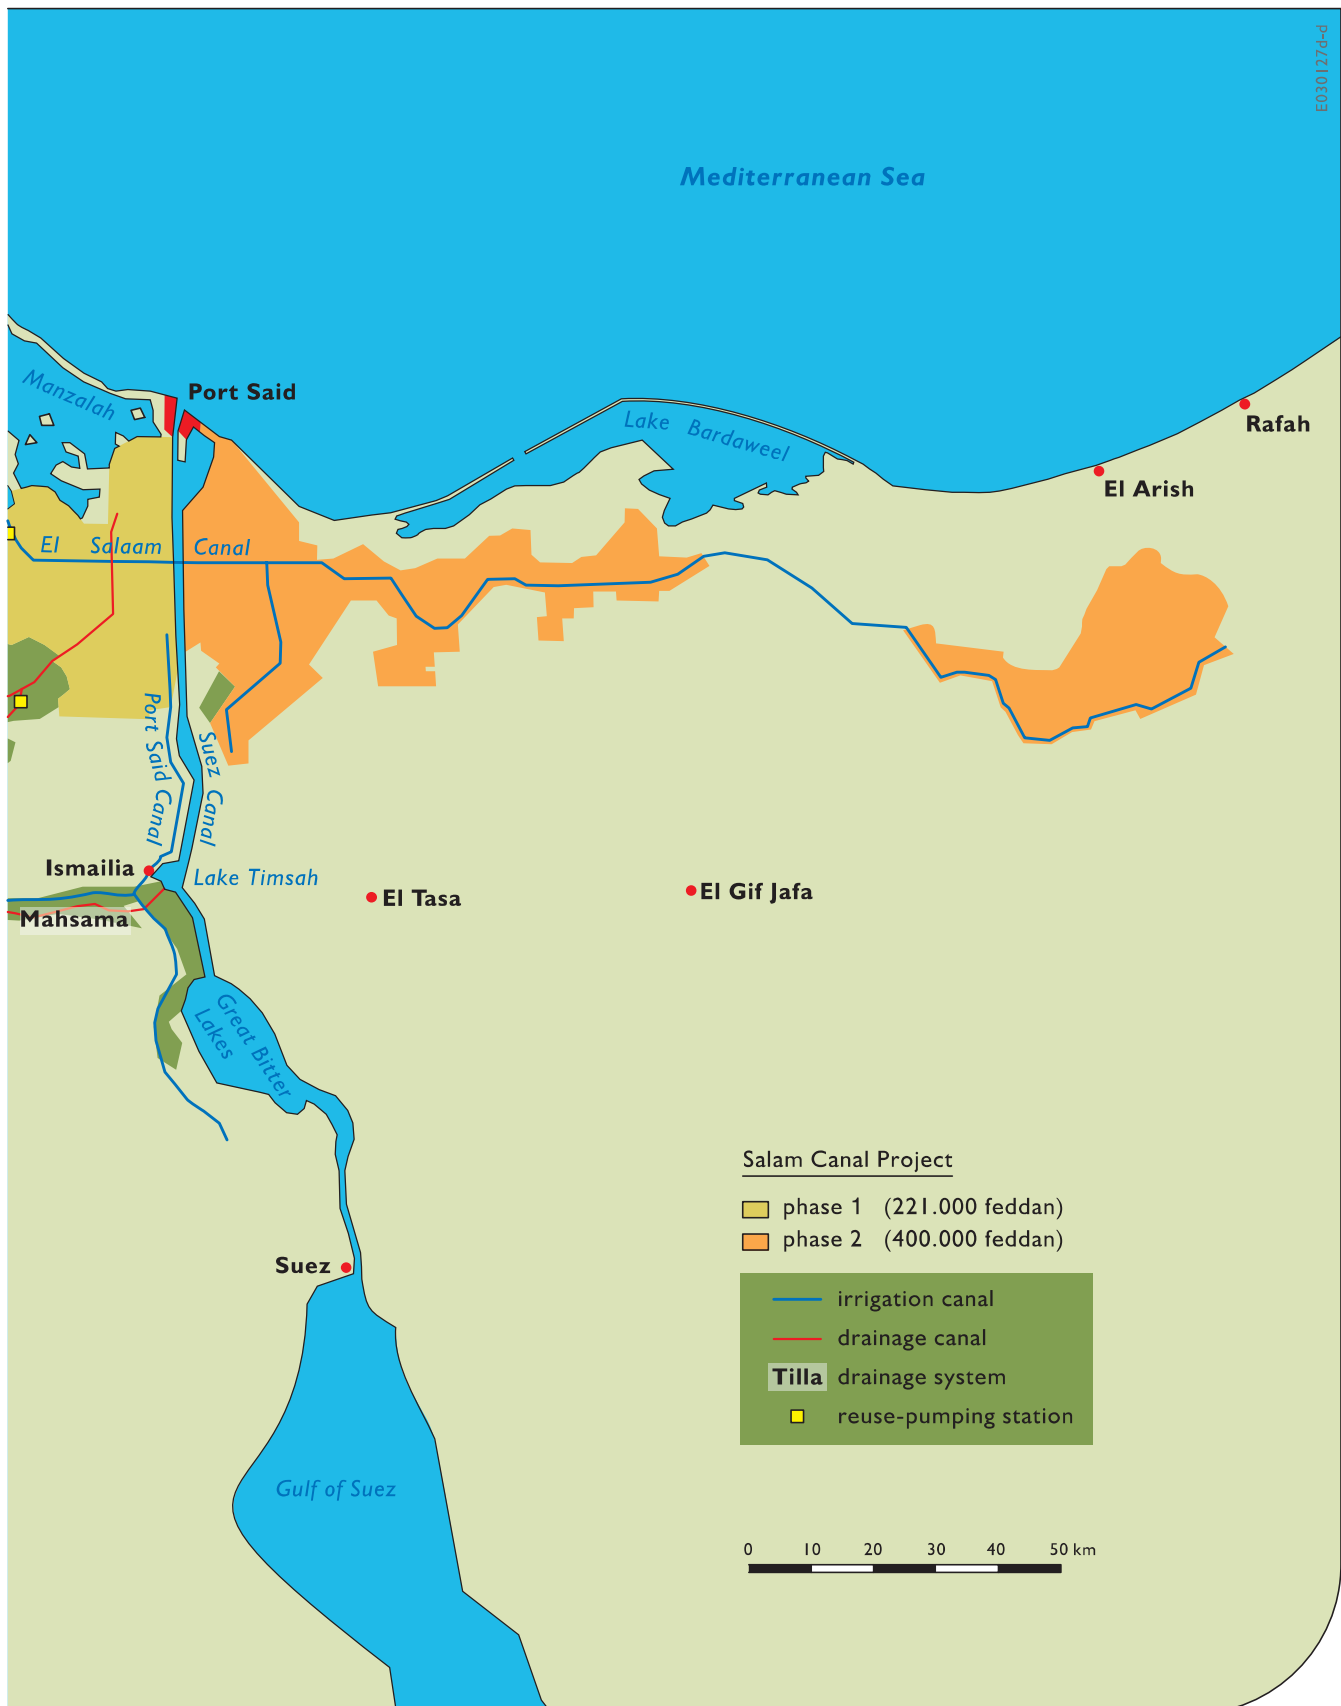 E030127d-d
Mediterranean Sea
Manzalah
Port Said
Lake Bardaweel
Rafah
El Arish
El Salaam Canal
Port Said Canal
Suez Canal
Ismailia
Lake Timsah
El Tasa
El Gif Jafa
Mahsama
Great Bitter
Lakes
Salam Canal Project
phase 1 (221.000 feddan)
phase 2 (400.000 feddan)
Suez
irrigation canal
drainage canal
Tilla drainage system
reuse-pumping station
Gulf of Suez
0 10 20 30 40 50 km